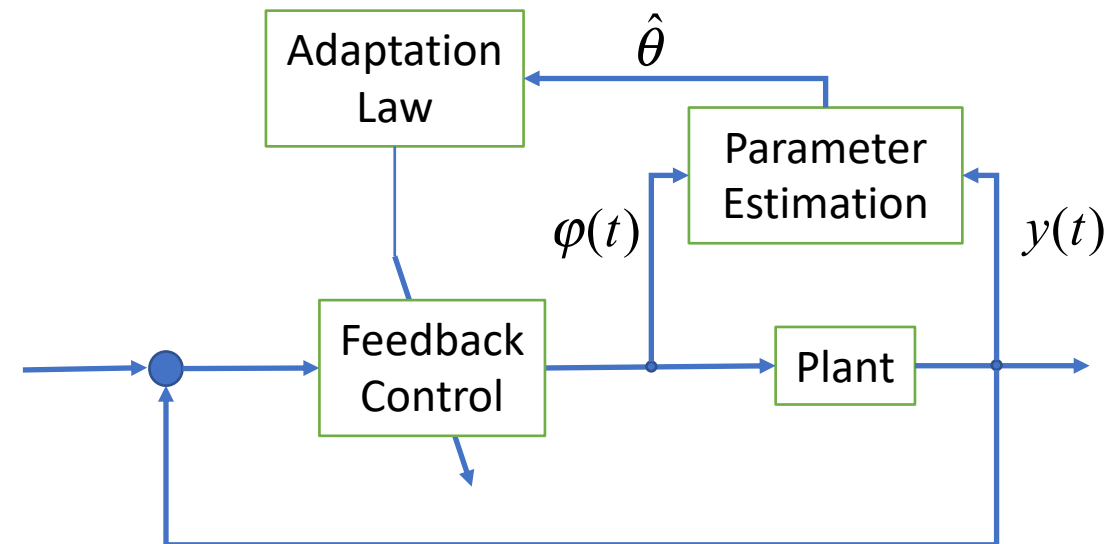 Adaptation
Law
θ̂
Parameter
Estimation
φ(t)
y(t)
Feedback
Control
Plant